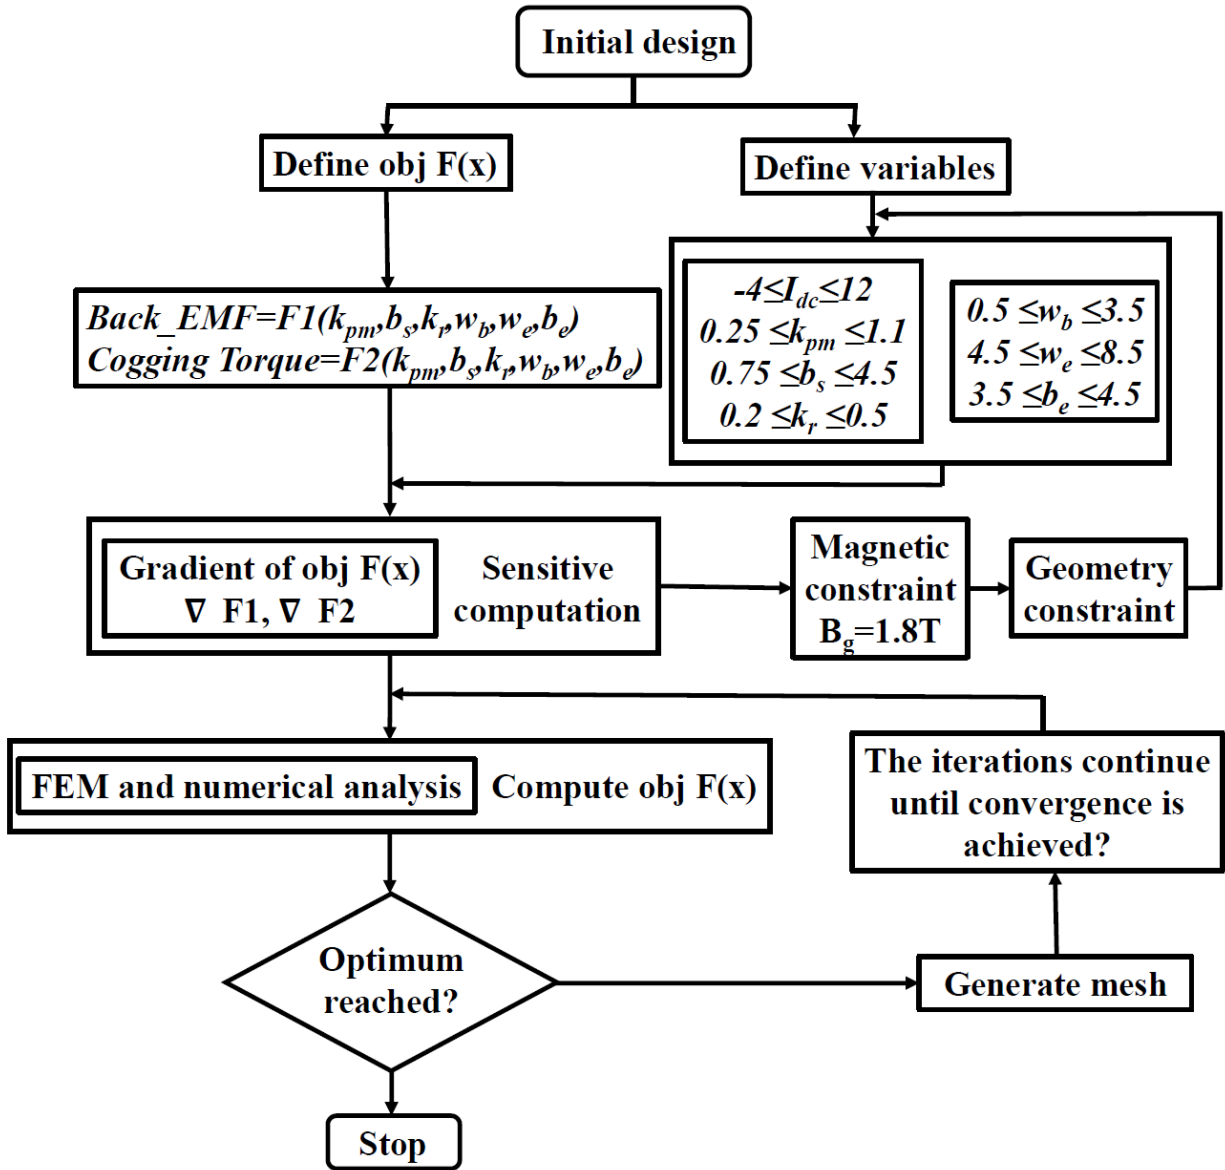 Initial design
Define obj F(x)
Define variables
Back_EMF=F1(kpm,bs,kr,wb,we,be)
Cogging Torque=F2(kpm,bs,kr,wb,we,be)
-4≤Idc≤12
0.25 ≤kpm ≤1.1
0.75 ≤bs ≤4.5
0.2 ≤kr ≤0.5
0.5 ≤wb ≤3.5
4.5 ≤we ≤8.5
3.5 ≤be ≤4.5
Gradient of obj F(x)
∇ F1, ∇ F2
Sensitive
computation
Magnetic
constraint
Bg=1.8T
Geometry
constraint
FEM and numerical analysis
Compute obj F(x)
The iterations continue
until convergence is
achieved?
Optimum
reached?
Generate mesh
Stop